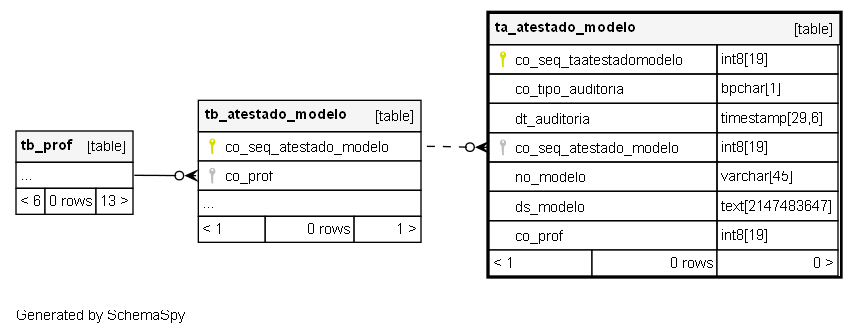 tb_prof [table]
...
< 6 0 rows 13 >
tb_atestado_modelo [table]
co_seq_atestado_modelo
co_prof
...
< 1 0 rows 1 >
ta_atestado_modelo [table]
co_seq_taatestadomodelo int8[19]
co_tipo_auditoria bpchar[1]
dt_auditoria timestamp[29,6]
co_seq_atestado_modelo int8[19]
no_modelo varchar[45]
ds_modelo text[2147483647]
co_prof int8[19]
< 1 0 rows 0 >
Generated by SchemaSpy